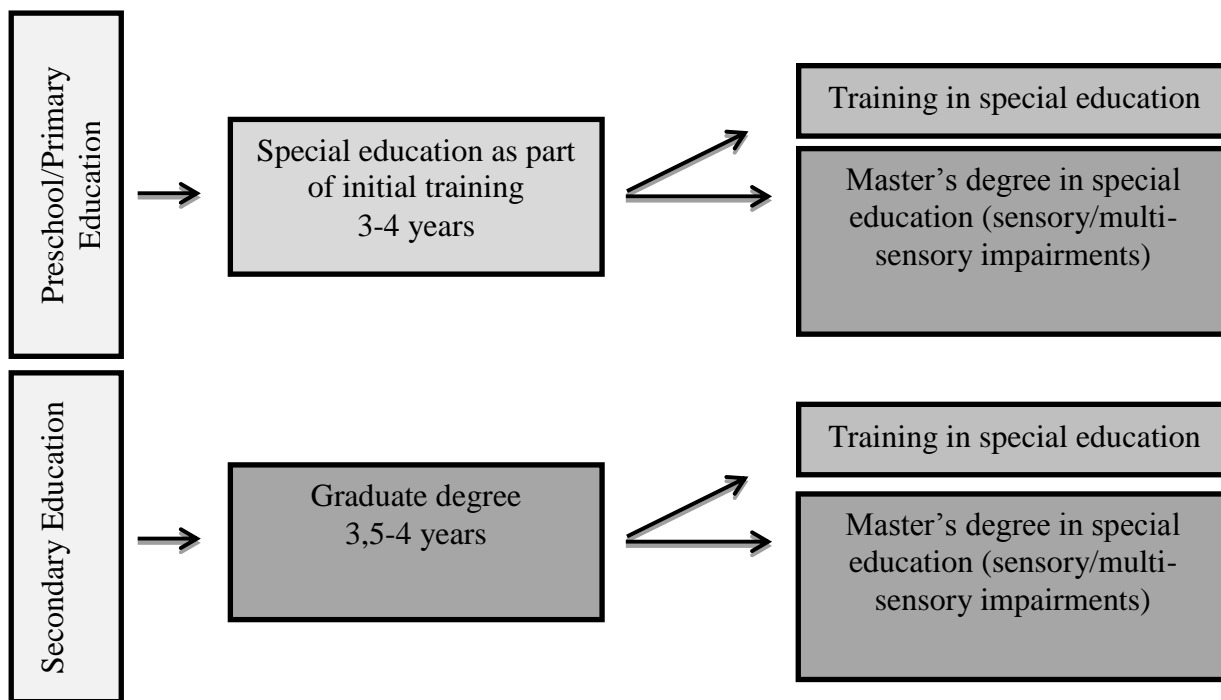 Preschool/Primary
Education
Special education as part
of initial training
3-4 years
Training in special education
Master’s degree in special
education (sensory/multi-
sensory impairments)
Secondary Education
Graduate degree
3,5-4 years
Training in special education
Master’s degree in special
education (sensory/multi-
sensory impairments)